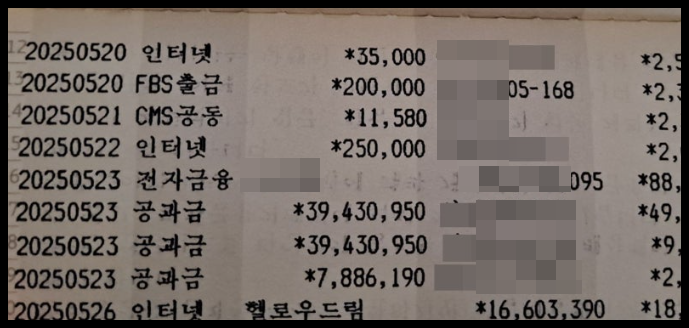 20250520 인터넷 *35,000 *2,5
20250520 FBS출금 *200,000 05-168 *2,3
20250521 CMS공동 *11,580 *2,
20250522 인터넷 *250,000 *2,
20250523 전자금융 095 *88,
20250523 공과금 *39,430,950 *49,
20250523 공과금 *39,430,950 *9,
20250523 공과금 *7,886,190 *2,
20250526 인터넷 헬로우드림 *16,603,390 *18,